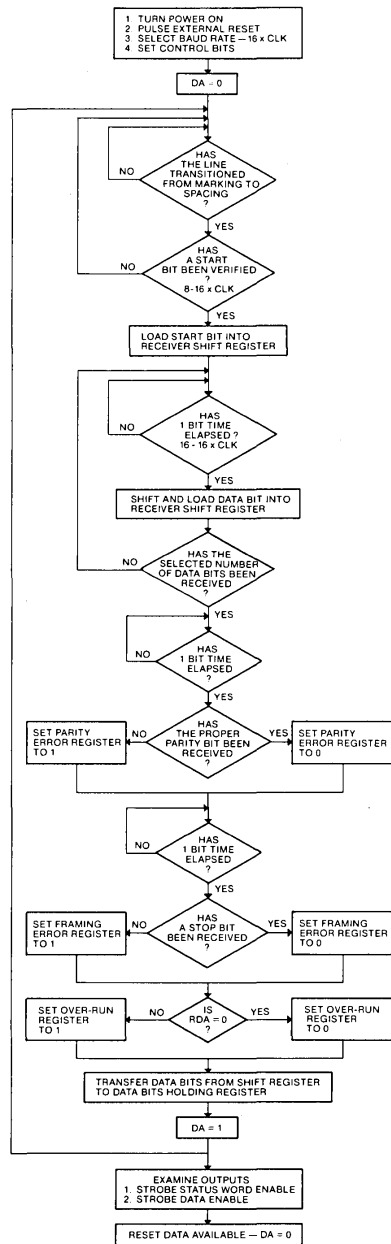 1. TURN POWER ON
2. PULSE EXTERNAL RESET
3. SELECT BAUD RATE — 16 x CLK
4. SET CONTROL BITS
DA = 0
HAS
THE LINE
TRANSITIONED
FROM MARKING TO
SPACING
?
NO
YES
HAS
A START
BIT BEEN VERIFIED
?
8-16 x CLK
NO
YES
LOAD START BIT INTO
RECEIVER SHIFT REGISTER
HAS
1 BIT TIME
ELAPSED ?
16 - 16 x CLK
NO
YES
SHIFT AND LOAD DATA BIT INTO
RECEIVER SHIFT REGISTER
HAS THE
SELECTED NUMBER
OF DATA BITS BEEN
RECEIVED
?
NO
YES
HAS
1 BIT TIME
ELAPSED
?
NO
YES
HAS
THE PROPER
PARITY BIT BEEN
RECEIVED
?
NO
YES
SET PARITY
ERROR REGISTER
TO 1
SET PARITY
ERROR REGISTER
TO 0
HAS
1 BIT TIME
ELAPSED
?
NO
YES
HAS
A STOP BIT
BEEN RECEIVED
?
NO
YES
SET FRAMING
ERROR REGISTER
TO 1
SET FRAMING
ERROR REGISTER
TO 0
IS
RDA = 0
?
NO
YES
SET OVER-RUN
REGISTER
TO 1
SET OVER-RUN
REGISTER
TO 0
TRANSFER DATA BITS FROM SHIFT REGISTER
TO DATA BITS HOLDING REGISTER
DA = 1
EXAMINE OUTPUTS
1. STROBE STATUS WORD ENABLE
2. STROBE DATA ENABLE
RESET DATA AVAILABLE — DA = 0